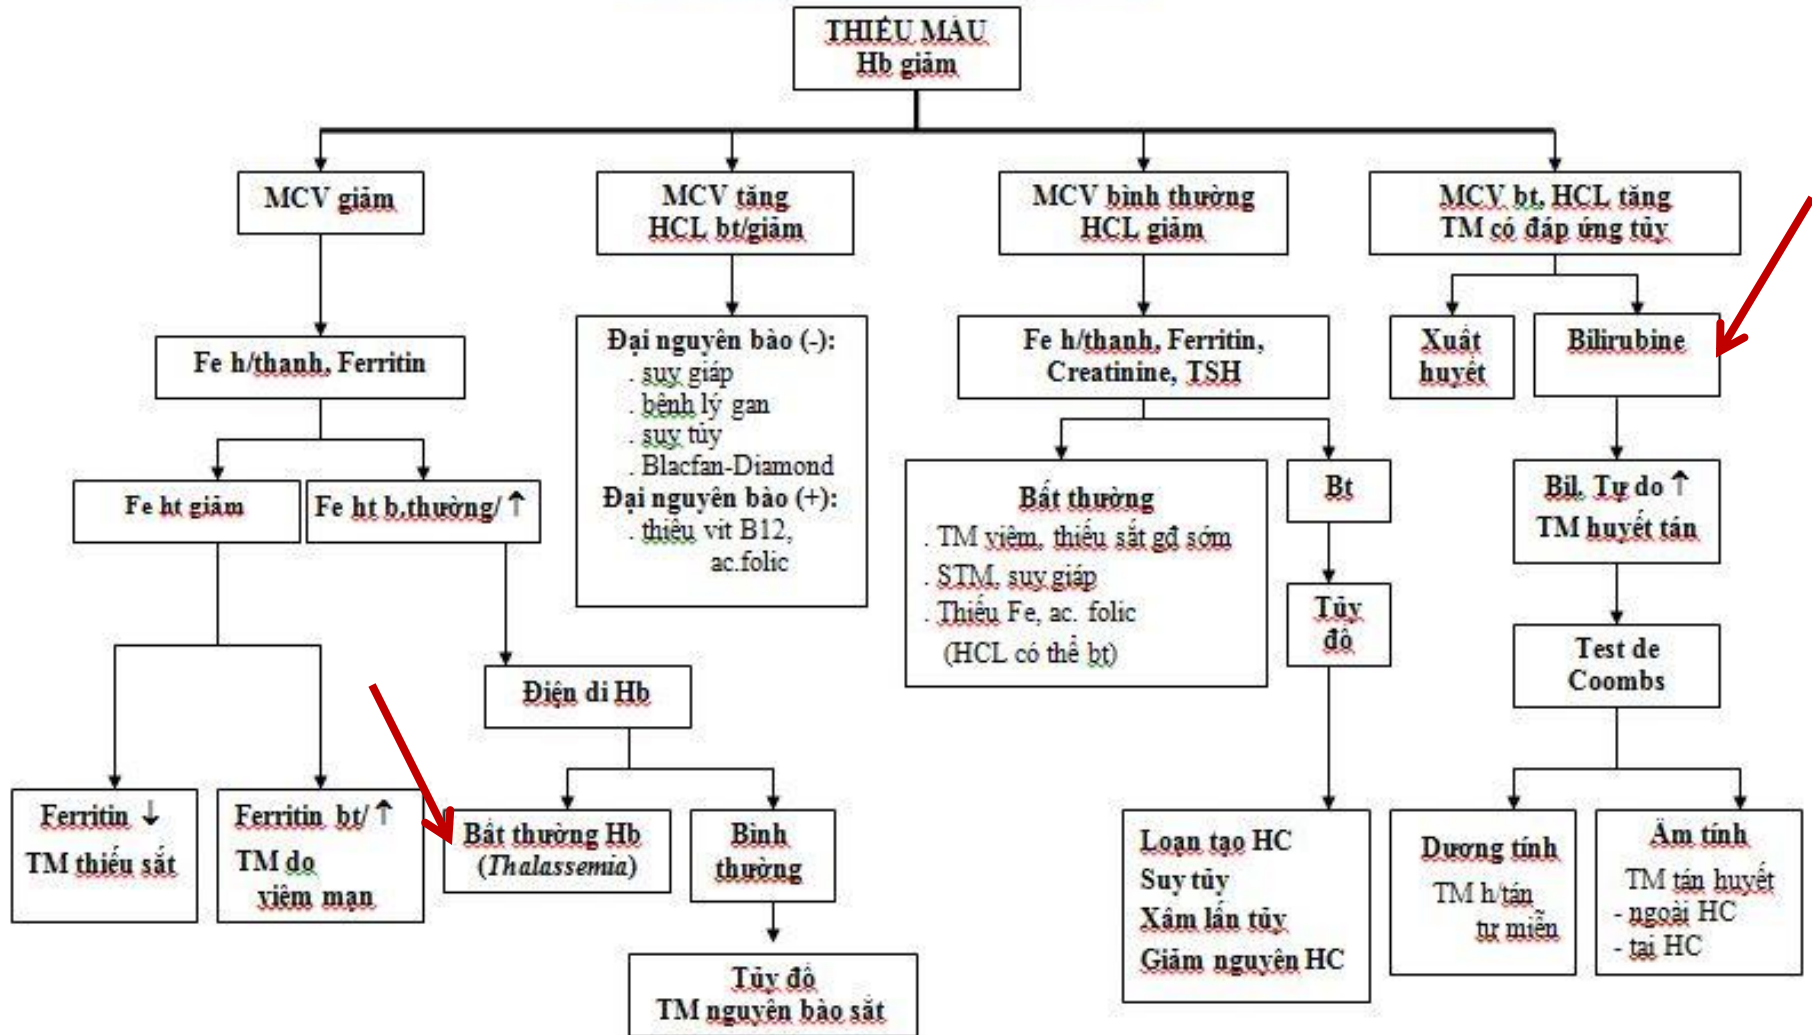 THIẾU MÁU
Hb giảm
MCV giảm
MCV tăng
HCL bt/giảm
MCV bình thường
HCL giảm
MCV bt, HCL tăng
TM có đáp ứng tủy
Fe h/thanh, Ferritin
Đại nguyên bào (-):
. suy giáp
. bệnh lý gan
. suy tủy
. Blacfan-Diamond
Đại nguyên bào (+):
. thiếu vit B12,
ac.folic
Fe h/thanh, Ferritin,
Creatinine, TSH
Xuất
huyết
Bilirubine
Fe ht giảm
Fe ht b.thường/ ↑
Bất thường
. TM viêm, thiếu sắt gđ sớm
. STM, suy giáp
. Thiếu Fe, ac. folic
(HCL có thể bt)
Bt
Bil. Tự do ↑
TM huyết tán
Tủy
đồ
Test de
Coombs
Điện di Hb
Ferritin ↓
TM thiếu sắt
Ferritin bt/ ↑
TM do
viêm mạn
Bất thường Hb
(Thalassemia)
Bình
thường
Loạn tạo HC
Suy tủy
Xâm lấn tủy
Giảm nguyên HC
Dương tính
TM h/tán
tự miễn
Âm tính
TM tán huyết
- ngoài HC
- tại HC
Tủy đồ
TM nguyên bào sắt